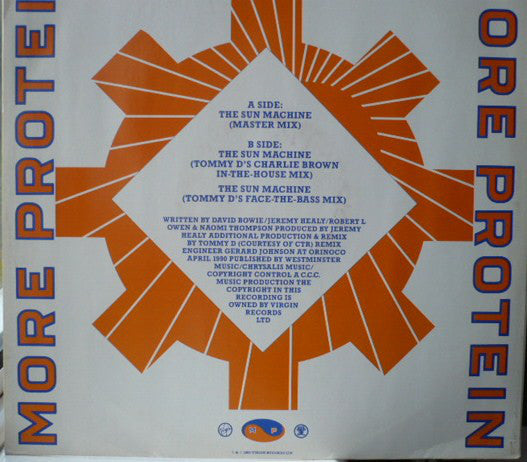 MORE PROTEIN
A SIDE:
THE SUN MACHINE
(MASTER MIX)
B SIDE:
THE SUN MACHINE
(TOMMY D'S CHARLIE BROWN
IN-THE-HOUSE MIX)
THE SUN MACHINE
(TOMMY D'S FACE-THE-BASS MIX)
WRITTEN BY DAVID BOWIE/JEREMY HEALY/ROBERT L
OWEN & NAOMI THOMPSON PRODUCED BY JEREMY
HEALY ADDITIONAL PRODUCTION & REMIX
BY TOMMY D (COURTESY OF CTR) REMIX
ENGINEER GERARD JOHNSON AT ORINOCO
APRIL 1990 PUBLISHED BY WESTMINSTER
MUSIC/CHRYSALIS MUSIC/
COPYRIGHT CONTROL A C.C.C.
MUSIC PRODUCTION THE
COPYRIGHT IN THIS
RECORDING IS
OWNED BY VIRGIN
RECORDS
LTD
ORE PROTEIN
Virgin
M P